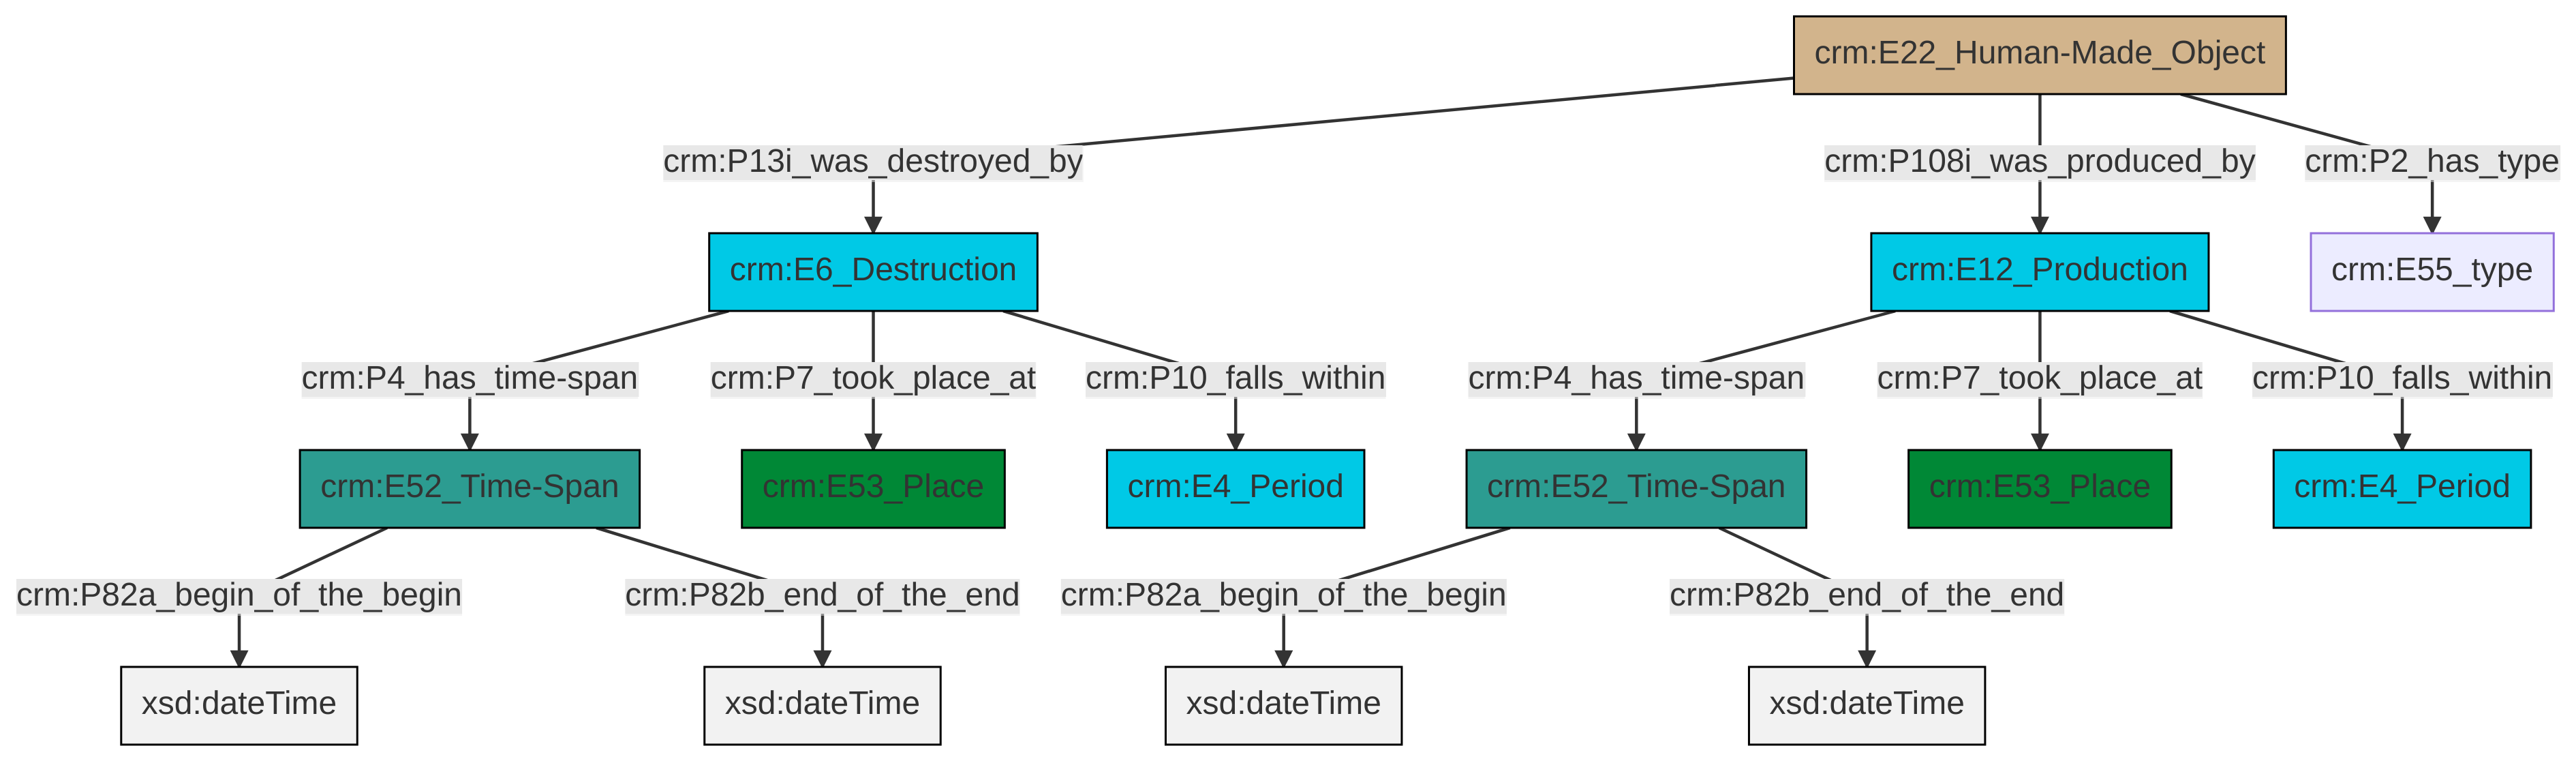 crm:E22_Human-Made_Object
crm:P13i_was_destroyed_by
crm:P108i_was_produced_by
crm:P2_has_type
crm:E6_Destruction
crm:E12_Production
crm:E55_type
crm:P4_has_time-span
crm:P7_took_place_at
crm:P10_falls_within
crm:P4_has_time-span
crm:P7_took_place_at
crm:P10_falls_within
crm:E52_Time-Span
crm:E53_Place
crm:E4_Period
crm:E52_Time-Span
crm:E53_Place
crm:E4_Period
crm:P82a_begin_of_the_begin
crm:P82b_end_of_the_end
crm:P82a_begin_of_the_begin
crm:P82b_end_of_the_end
xsd:dateTime
xsd:dateTime
xsd:dateTime
xsd:dateTime